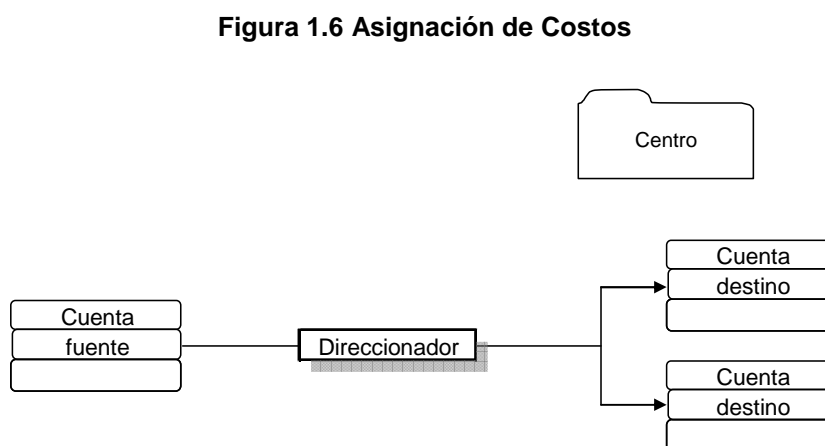 Figura 1.6 Asignación de Costos
Centro
Cuenta
fuente
Direccionador
Cuenta
destino
Cuenta
destino